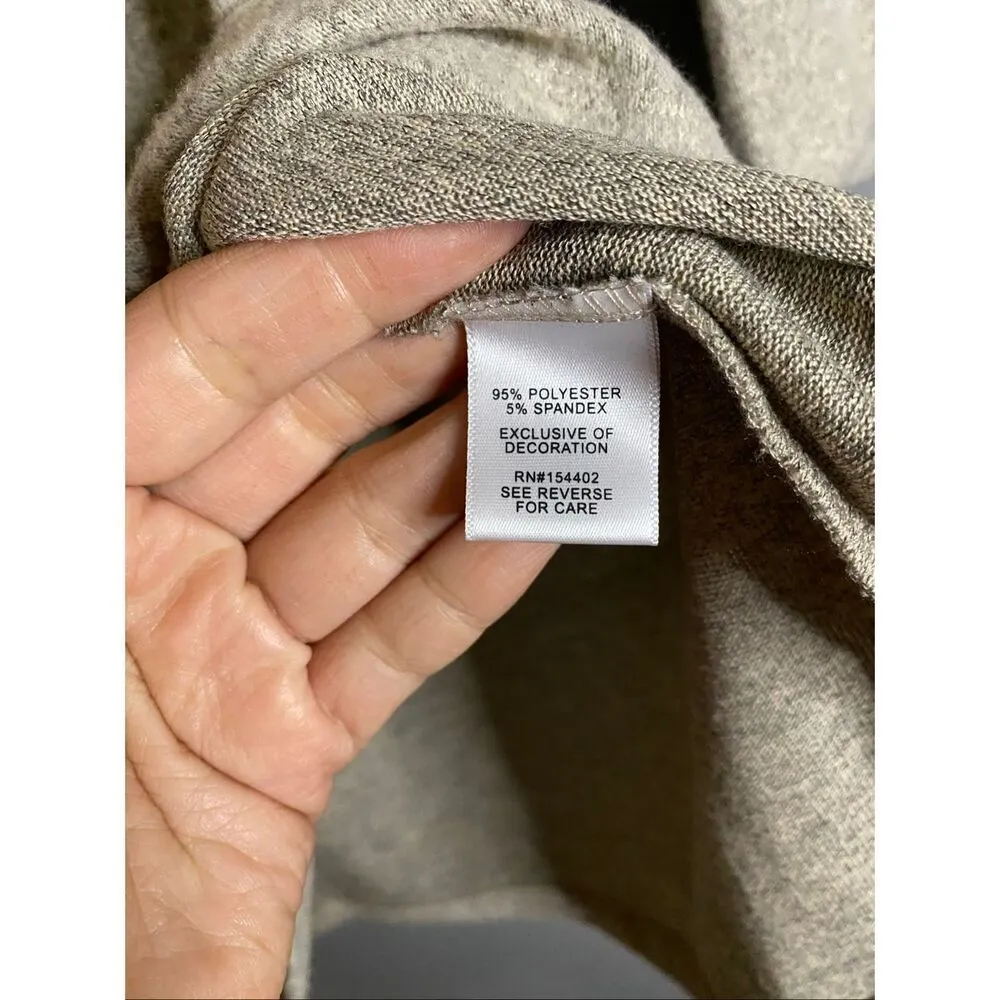 95% POLYESTER
5% SPANDEX
EXCLUSIVE OF
DECORATION
RN#154402
SEE REVERSE
FOR CARE